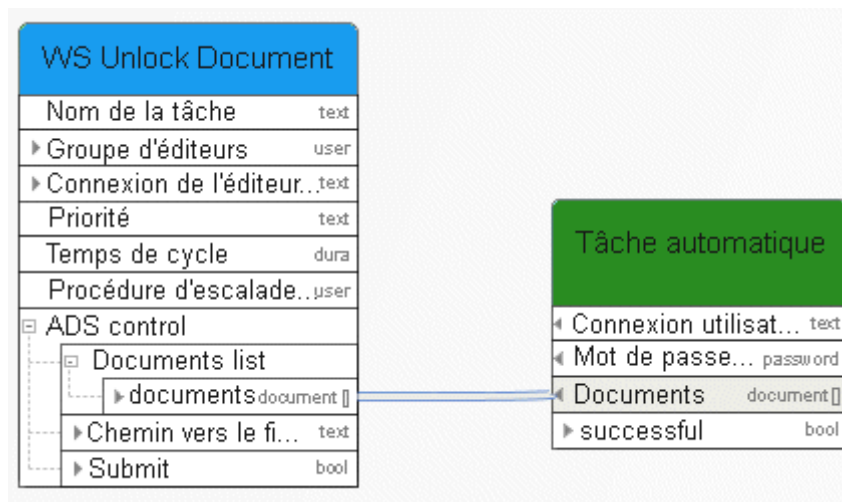 WS Unlock Document
Nom de la tâche text
Groupe d'éditeurs user
Connexion de l'éditeur... text
Priorité text
Temps de cycle dura
Procédure d'escalade.. user
ADS control
Documents list
documents document []
Chemin vers le fi... text
Submit bool
Tâche automatique
Connexion utilisat... text
Mot de passe... password
Documents document []
successful bool